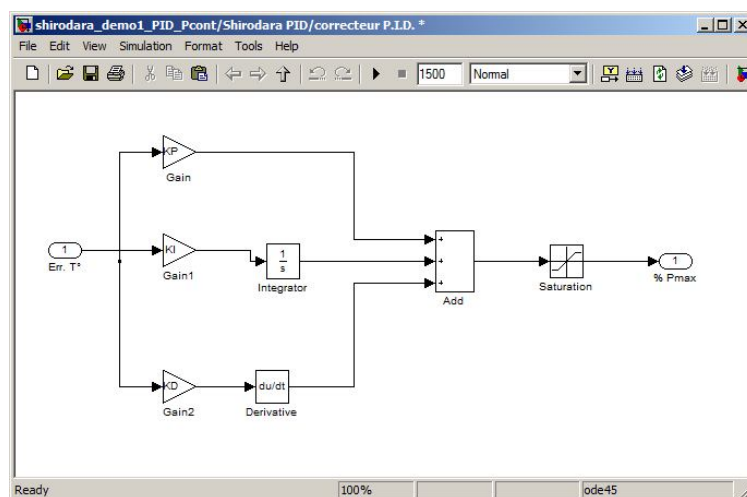 shirodara_demo1_PID_Pcont/Shirodara PID/correcteur P.I.D. *
File Edit View Simulation Format Tools Help
1500 Normal
KP
Gain
1
Err. T°
KI
Gain1
1
s
Integrator
+
+
+
Add
Saturation
1
% Pmax
KD
Gain2
du/dt
Derivative
Ready 100% ode45